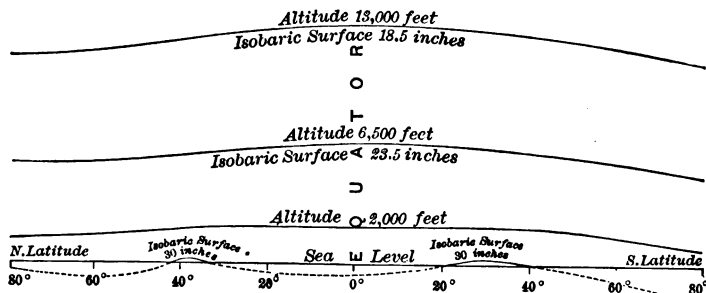 Altitude 13,000 feet
Isobaric Surface 18.5 inches
Altitude 6,500 feet
Isobaric Surface 23.5 inches
EQUATOR
Altitude 2,000 feet
N. Latitude
Isobaric Surface
30 inches
Sea Level
Isobaric Surface
30 inches
S. Latitude
80° 60° 40° 20° 0° 20° 40° 60° 80°